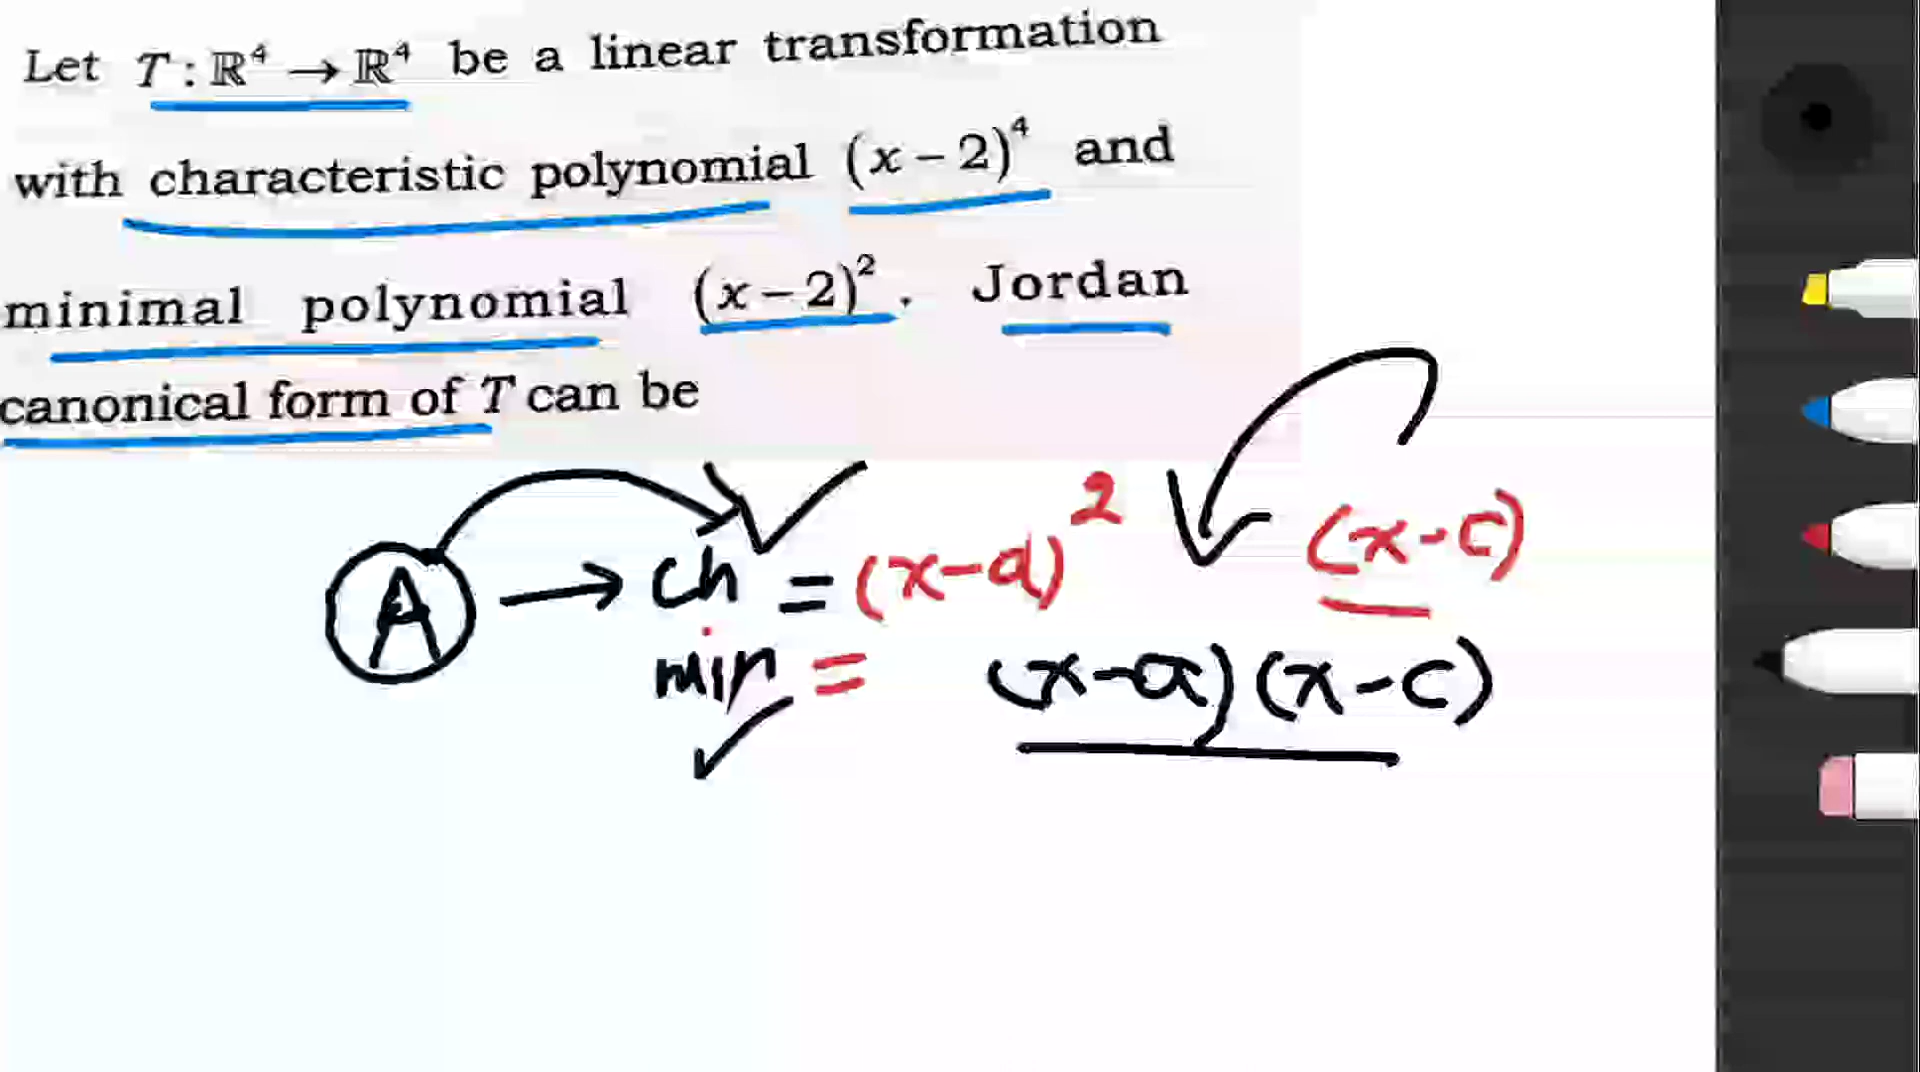 Let T : ℝ⁴ → ℝ⁴ be a linear transformation
with characteristic polynomial (x – 2)⁴ and
minimal polynomial (x – 2)². Jordan
canonical form of T can be
A → ch = (x-a)² (x-c)
min = (x-a)(x-c)